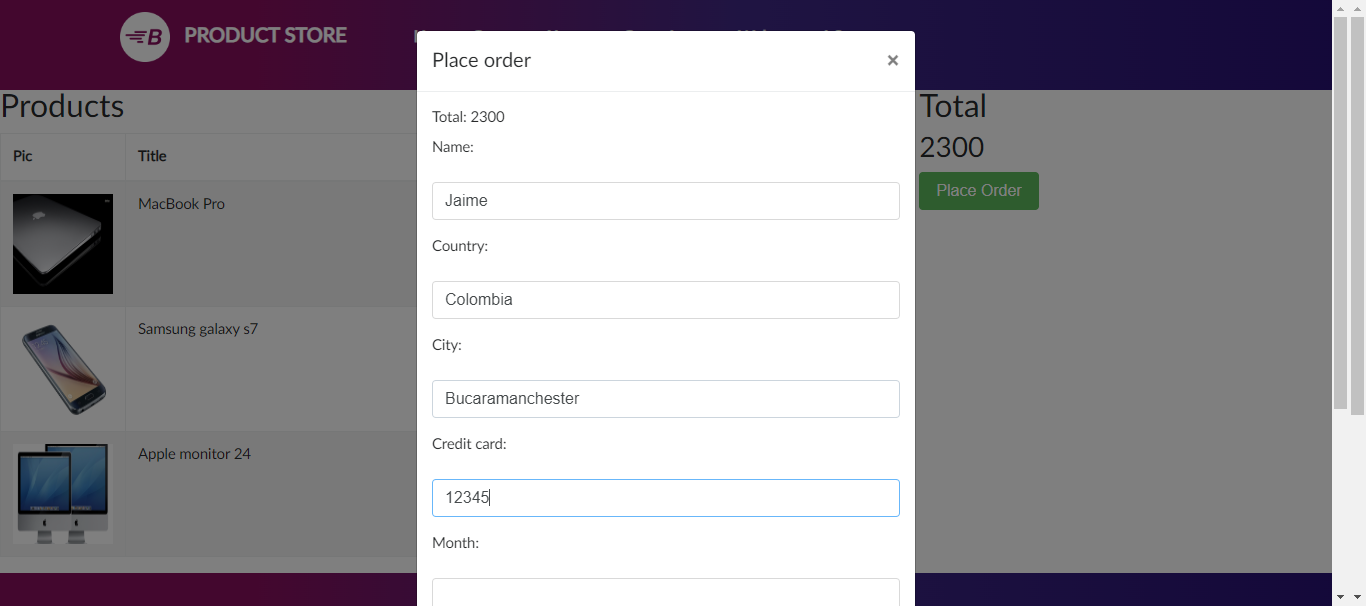 PRODUCT STORE
Place order
×
Total: 2300
Name:
Jaime
Country:
Colombia
City:
Bucaramanchester
Credit card:
12345
Month:
Products
Pic
Title
MacBook Pro
Samsung galaxy s7
Apple monitor 24
Total
2300
Place Order